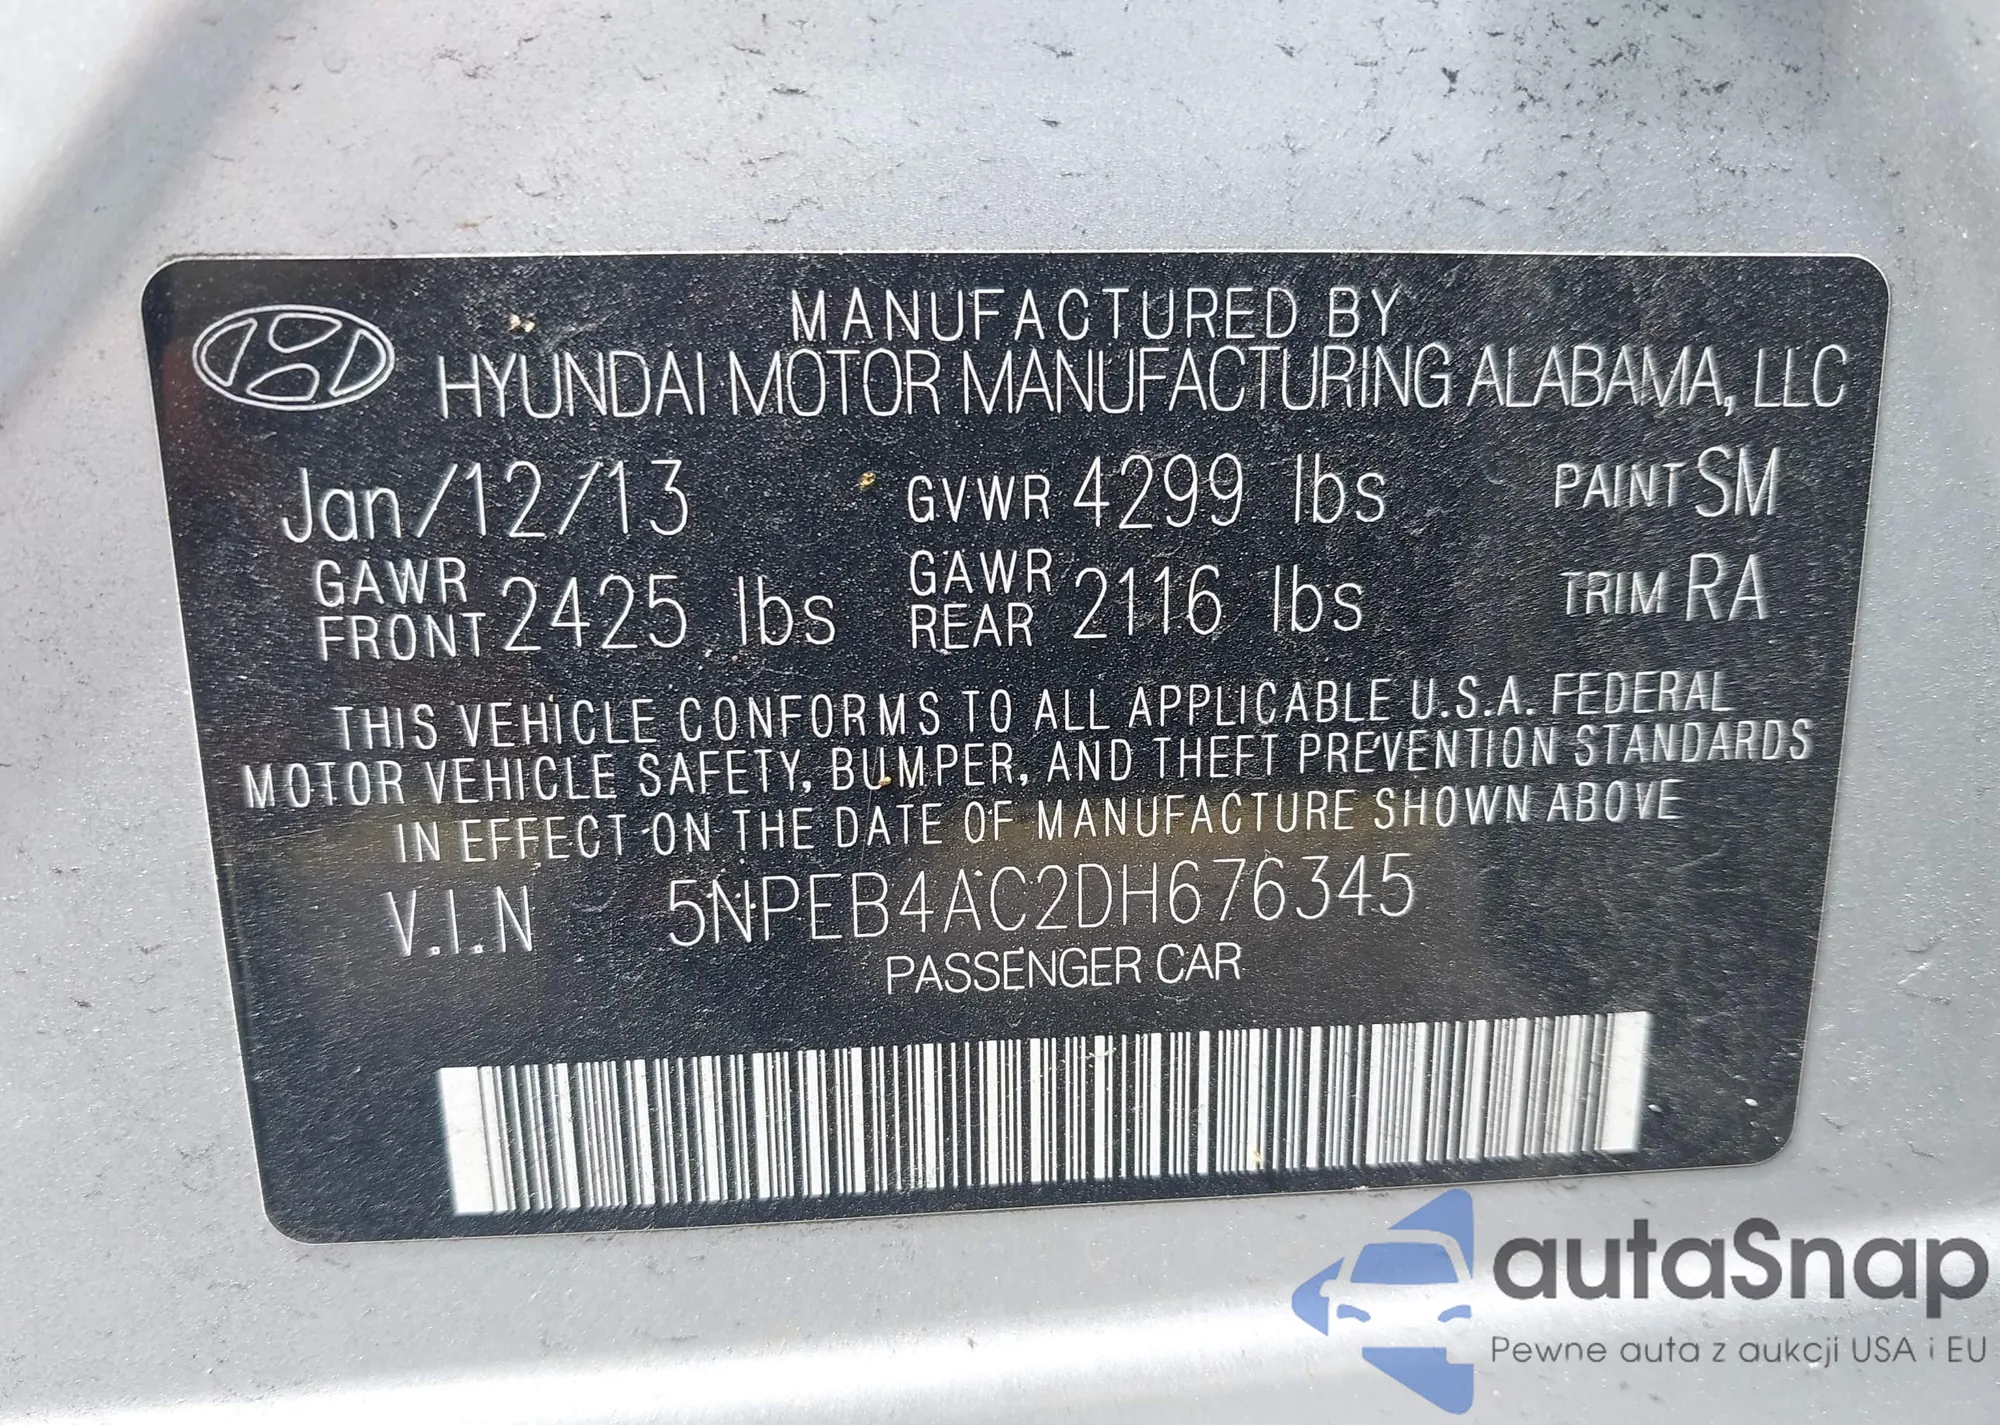 MANUFACTURED BY
HYUNDAI MOTOR MANUFACTURING ALABAMA, LLC
Jan/12/13 GVWR 4299 lbs PAINT SM
GAWR FRONT 2425 lbs GAWR REAR 2116 lbs TRIM RA
THIS VEHICLE CONFORMS TO ALL APPLICABLE U.S.A. FEDERAL
MOTOR VEHICLE SAFETY, BUMPER, AND THEFT PREVENTION STANDARDS
IN EFFECT ON THE DATE OF MANUFACTURE SHOWN ABOVE
V.I.N 5NPEB4AC2DH676345
PASSENGER CAR
autaSnap
Pewne auta z aukcji USA i EU